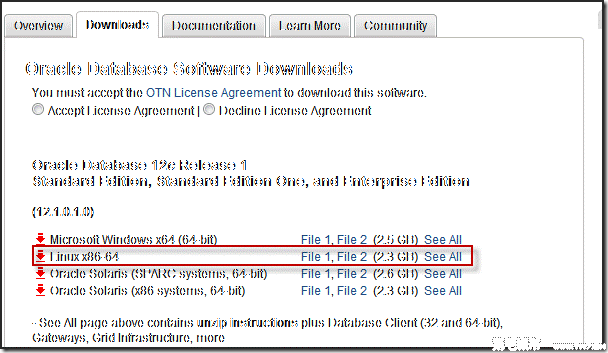 Overview Downloads Documentation Learn More Community
Oracle Database Software Downloads
You must accept the OTN License Agreement to download this software.
Accept License Agreement | Decline License Agreement
Oracle Database 12c Release 1
Standard Edition, Standard Edition One, and Enterprise Edition
(12.1.0.1.0)
Microsoft Windows x64 (64-bit) File 1, File 2 (2.5 GB) See All
Linux x86-64 File 1, File 2 (2.3 GB) See All
Oracle Solaris (SPARC systems, 64-bit) File 1, File 2 (2.6 GB) See All
Oracle Solaris (x86 systems, 64-bit) File 1, File 2 (2.3 GB) See All
- See All page above contains unzip instructions plus Database Client (32 and 64-bit),
Gateways, Grid Infrastructure, more